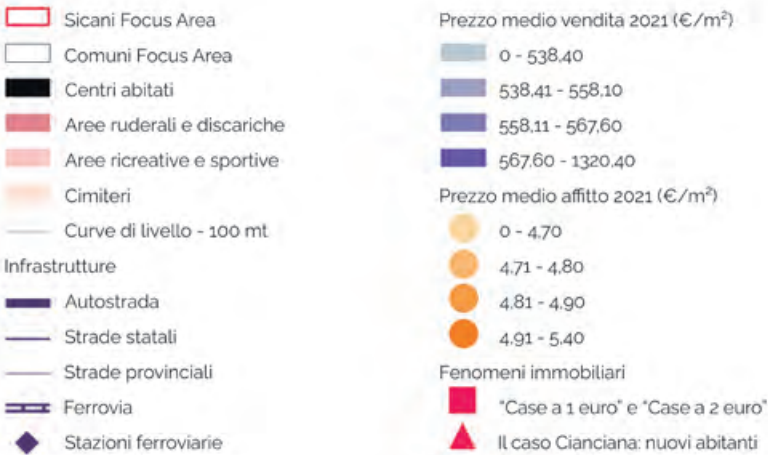 Sicani Focus Area
Comuni Focus Area
Centri abitati
Aree ruderali e discariche
Aree ricreative e sportive
Cimiteri
Curve di livello - 100 mt
Infrastrutture
Autostrada
Strade statali
Strade provinciali
Ferrovia
Stazioni ferroviarie
Prezzo medio vendita 2021 (€/m²)
0 - 538,40
538,41 - 558,10
558,11 - 567,60
567,60 - 1320,40
Prezzo medio affitto 2021 (€/m²)
0 - 4,70
4,71 - 4,80
4,81 - 4,90
4,91 - 5,40
Fenomeni immobiliari
"Case a 1 euro" e "Case a 2 euro"
Il caso Cianciana: nuovi abitanti